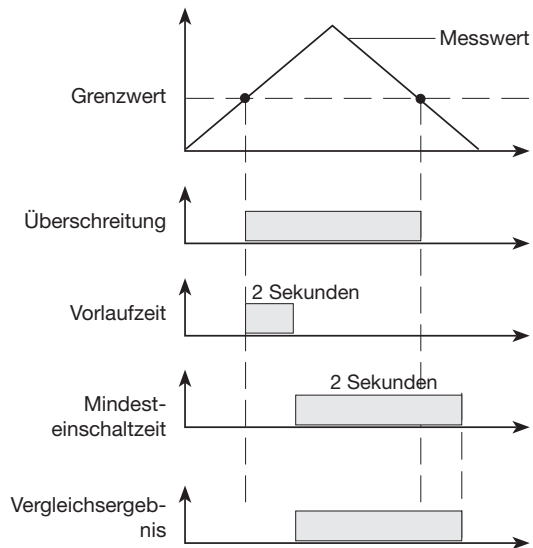 Messwert
Grenzwert
Überschreitung
2 Sekunden
Vorlaufzeit
2 Sekunden
Mindest-
einschaltzeit
Vergleichsergeb-
nis